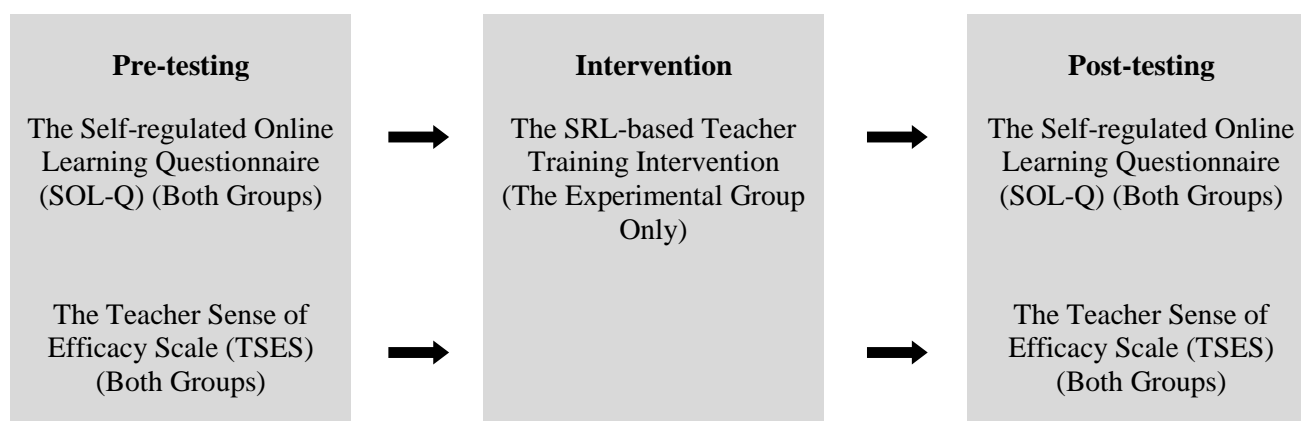 Pre-testing
The Self-regulated Online
Learning Questionnaire
(SOL-Q) (Both Groups)
The Teacher Sense of
Efficacy Scale (TSES)
(Both Groups)
Intervention
The SRL-based Teacher
Training Intervention
(The Experimental Group
Only)
Post-testing
The Self-regulated Online
Learning Questionnaire
(SOL-Q) (Both Groups)
The Teacher Sense of
Efficacy Scale (TSES)
(Both Groups)